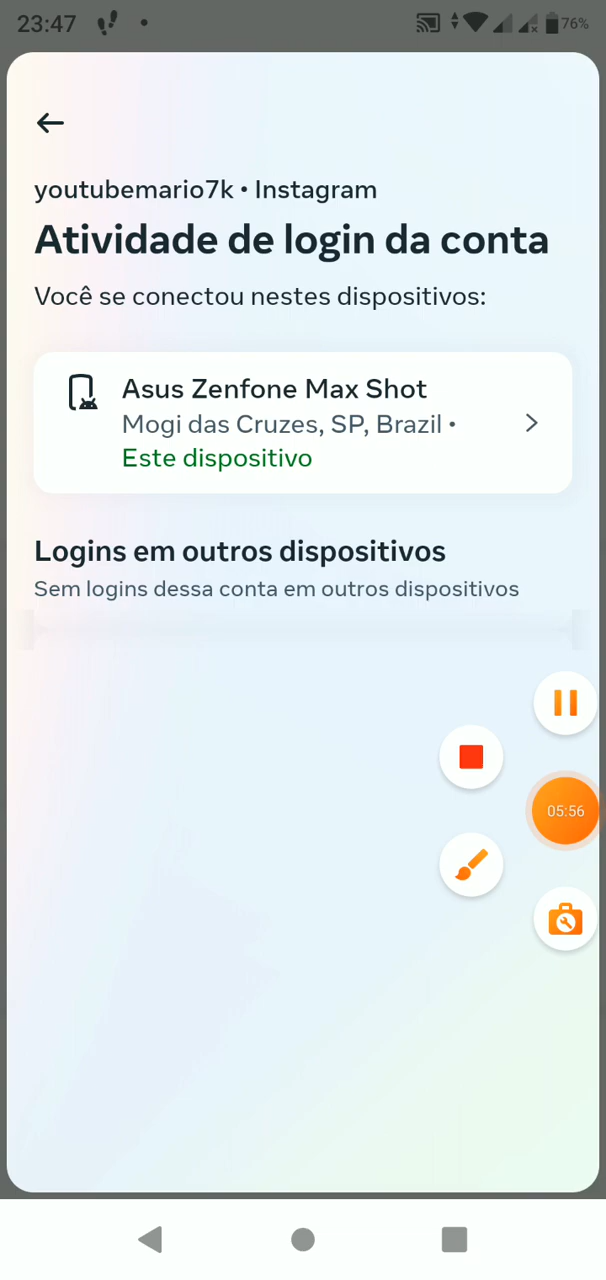 23:47
76%
youtubemario7k • Instagram
Atividade de login da conta
Você se conectou nestes dispositivos:
Asus Zenfone Max Shot
Mogi das Cruzes, SP, Brazil •
Este dispositivo
Logins em outros dispositivos
Sem logins dessa conta em outros dispositivos
05:56